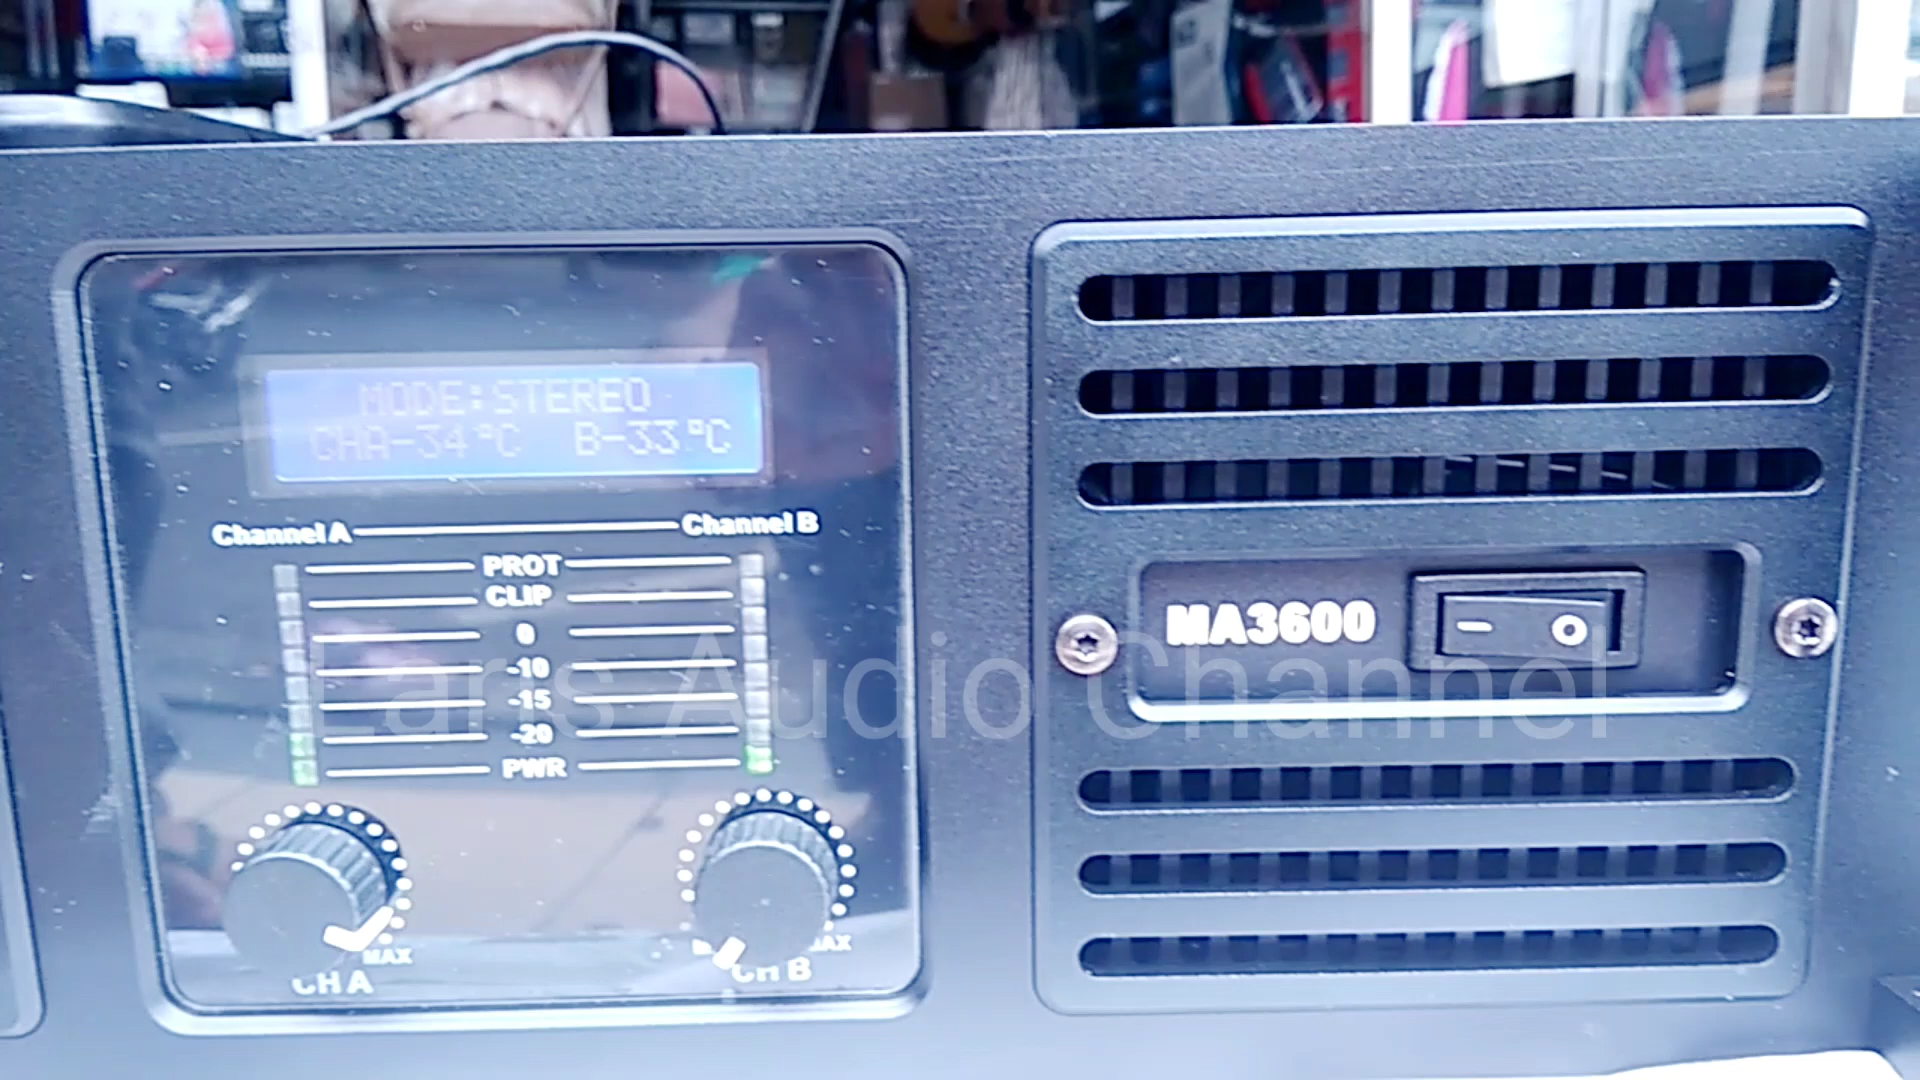 MODE:STEREO
CHA-34°C B-33°C
Channel A Channel B
PROT
CLIP
0
-10
-15
-20
PWR
MAX
MAX
CH A
CH B
MA3600
- O
Laris Audio Channel